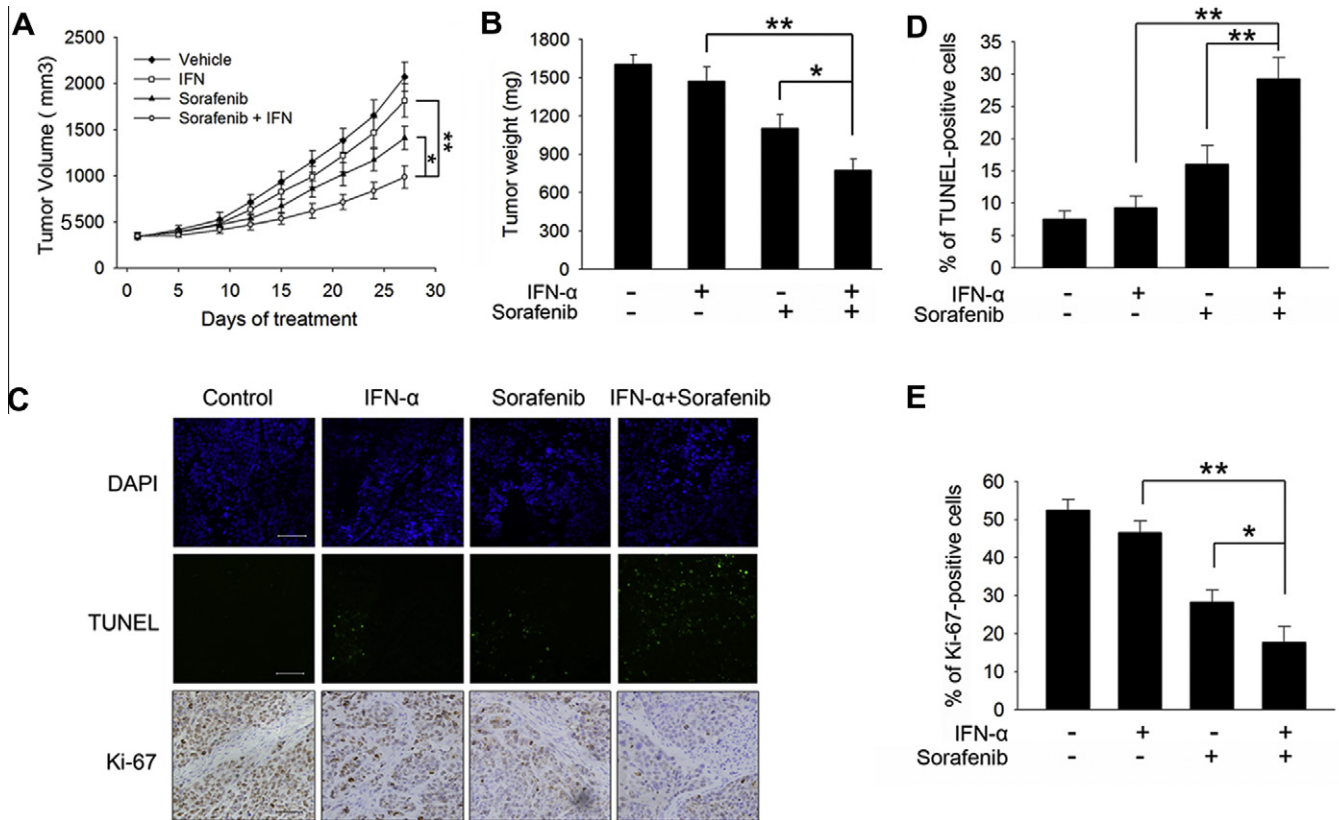 A
Tumor Volume ( mm3)
2500
2000
1500
1000
5500
0
Vehicle
IFN
Sorafenib
Sorafenib + IFN
*
**
0 5 10 15 20 25 30
Days of treatment
B
Tumor weight (mg)
1800
1500
1200
900
600
300
0
**
*
IFN-α - + - +
Sorafenib - - + +
D
% of TUNEL-positive cells
35
30
25
20
15
10
5
0
**
**
IFN-α - + - +
Sorafenib - - + +
C
Control IFN-α Sorafenib IFN-α+Sorafenib
DAPI
TUNEL
Ki-67
E
% of Ki-67-positive cells
60
50
40
30
20
10
0
**
*
IFN-α - + - +
Sorafenib - - + +